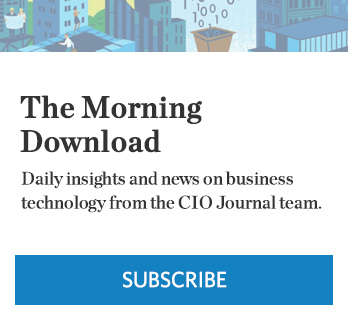 The Morning
Download
Daily insights and news on business
technology from the CIO Journal team.
SUBSCRIBE